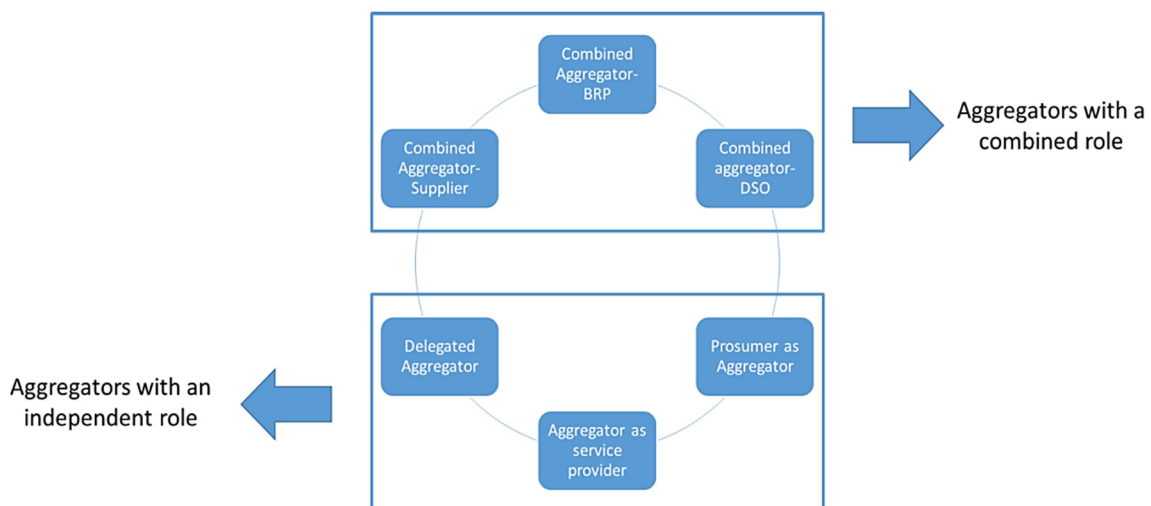 Combined
Aggregator-
BRP
Combined
Aggregator-
Supplier
Combined
aggregator-
DSO
Aggregators with a
combined role
Delegated
Aggregator
Prosumer as
Aggregator
Aggregators with an
independent role
Aggregator as
service
provider